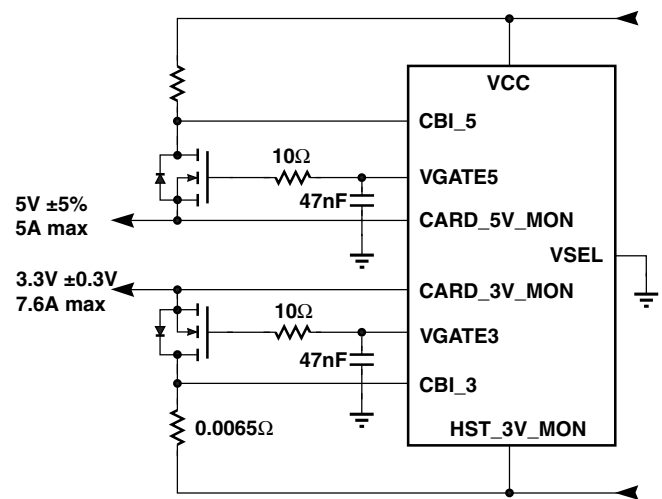 VCC
CBI_5
10Ω
VGATE5
47nF
5V ±5%
5A max
CARD_5V_MON
VSEL
3.3V ±0.3V
7.6A max
CARD_3V_MON
10Ω
VGATE3
47nF
CBI_3
0.0065Ω
HST_3V_MON